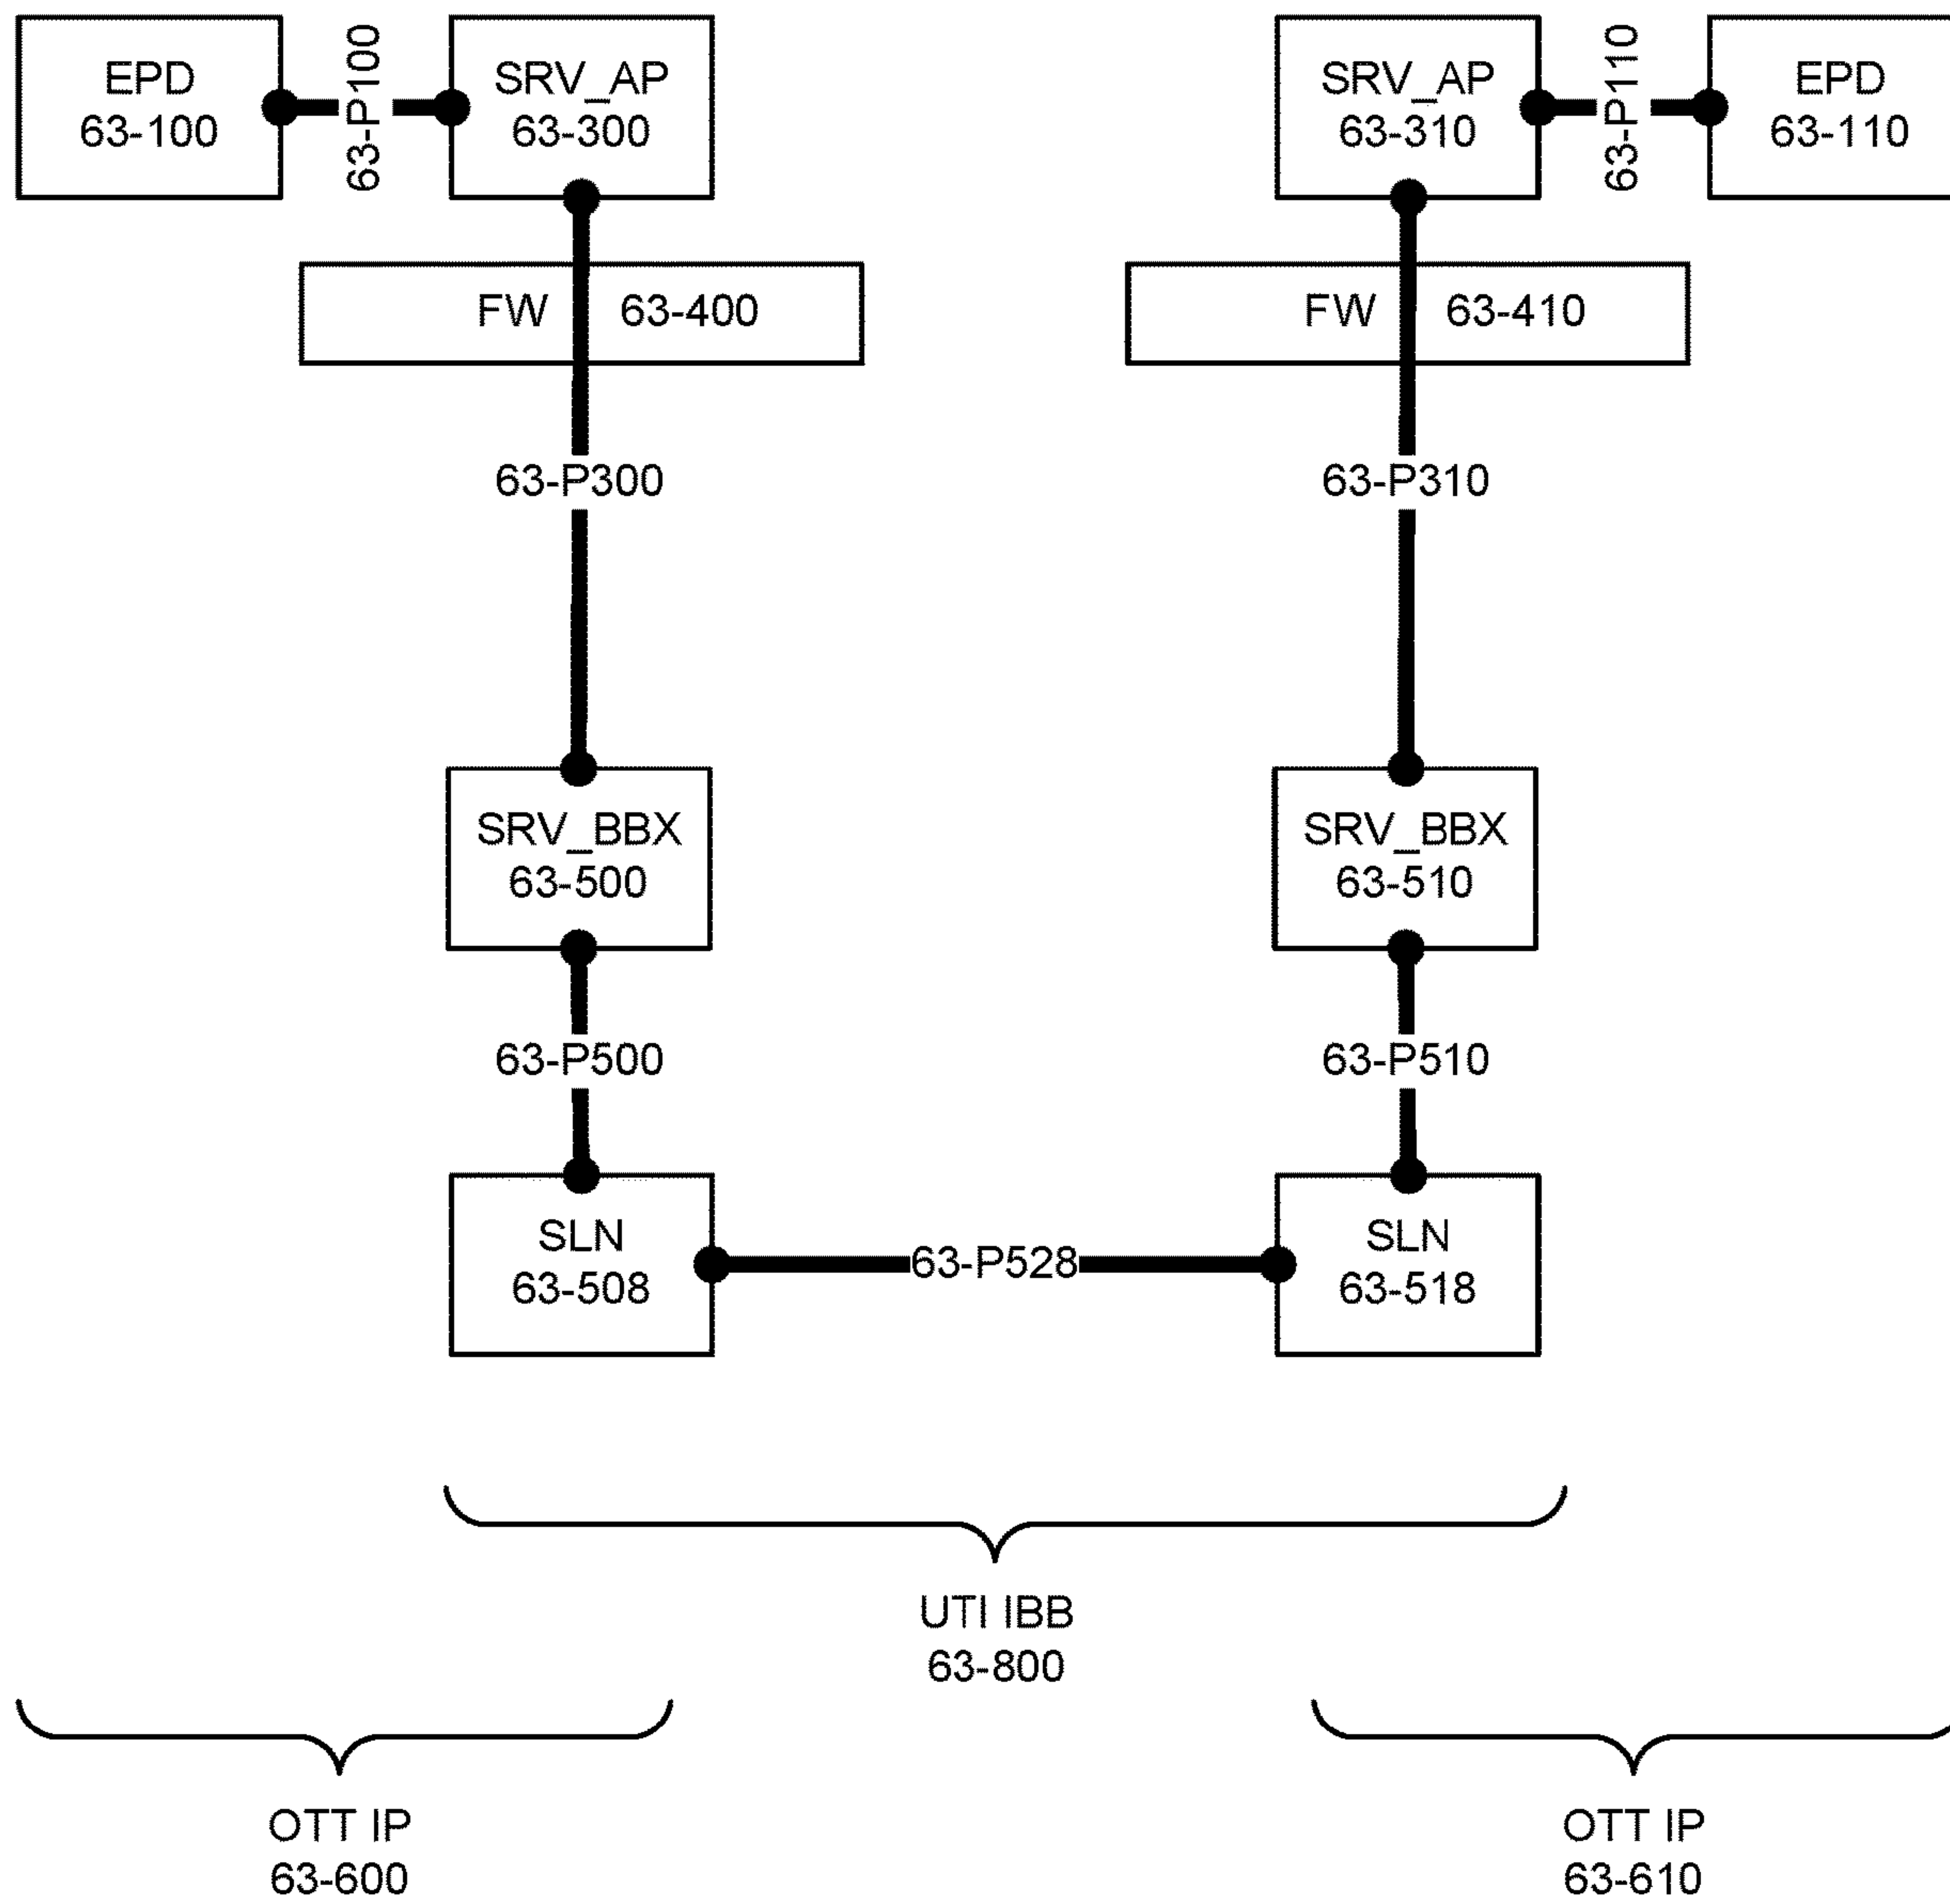 EPD
63-100
63-P100
SRV_AP
63-300
SRV_AP
63-310
63-P110
EPD
63-110
FW 63-400
FW 63-410
63-P300
63-P310
SRV_BBX
63-500
SRV_BBX
63-510
63-P500
63-P510
SLN
63-508
63-P528
SLN
63-518
UTI IBB
63-800
OTT IP
63-600
OTT IP
63-610